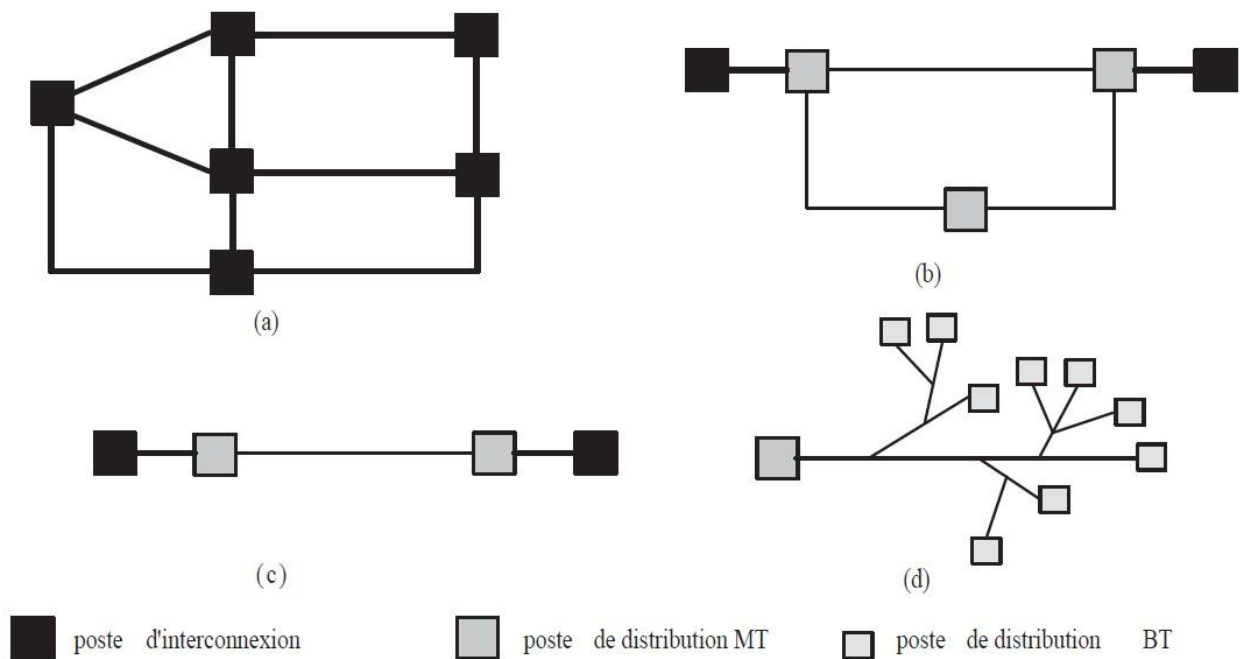 (a)
(b)
(c)
(d)
poste d'interconnexion
poste de distribution MT
poste de distribution BT